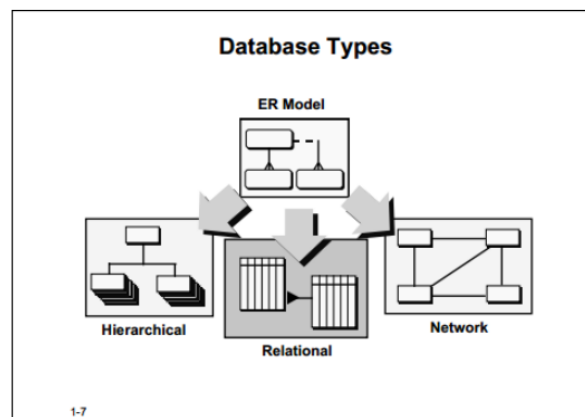 Database Types
ER Model
Hierarchical
Relational
Network
1-7